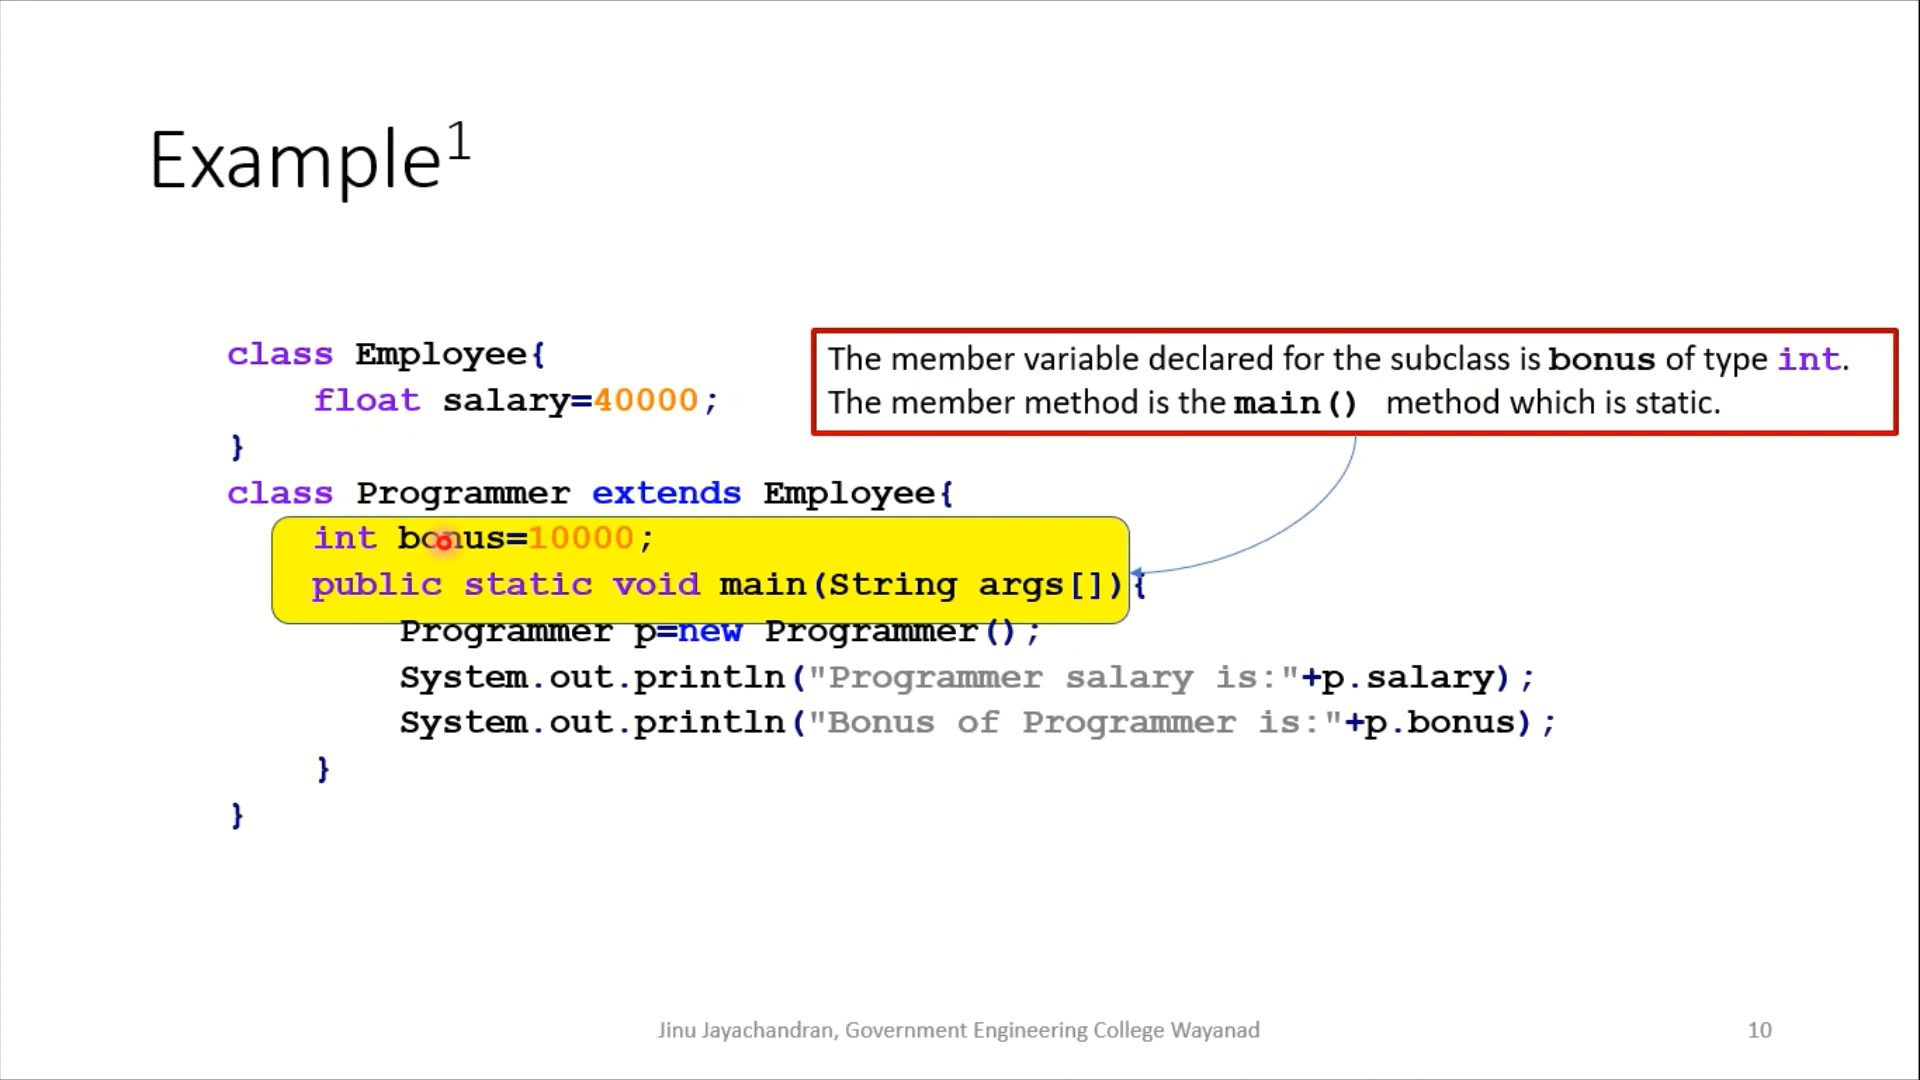 Example1
class Employee{
float salary=40000;
}
The member variable declared for the subclass is bonus of type int.
The member method is the main() method which is static.
class Programmer extends Employee{
int bonus=10000;
public static void main(String args[]){
Programmer p=new Programmer();
System.out.println("Programmer salary is:"+p.salary);
System.out.println("Bonus of Programmer is:"+p.bonus);
}
}
Jinu Jayachandran, Government Engineering College Wayanad
10